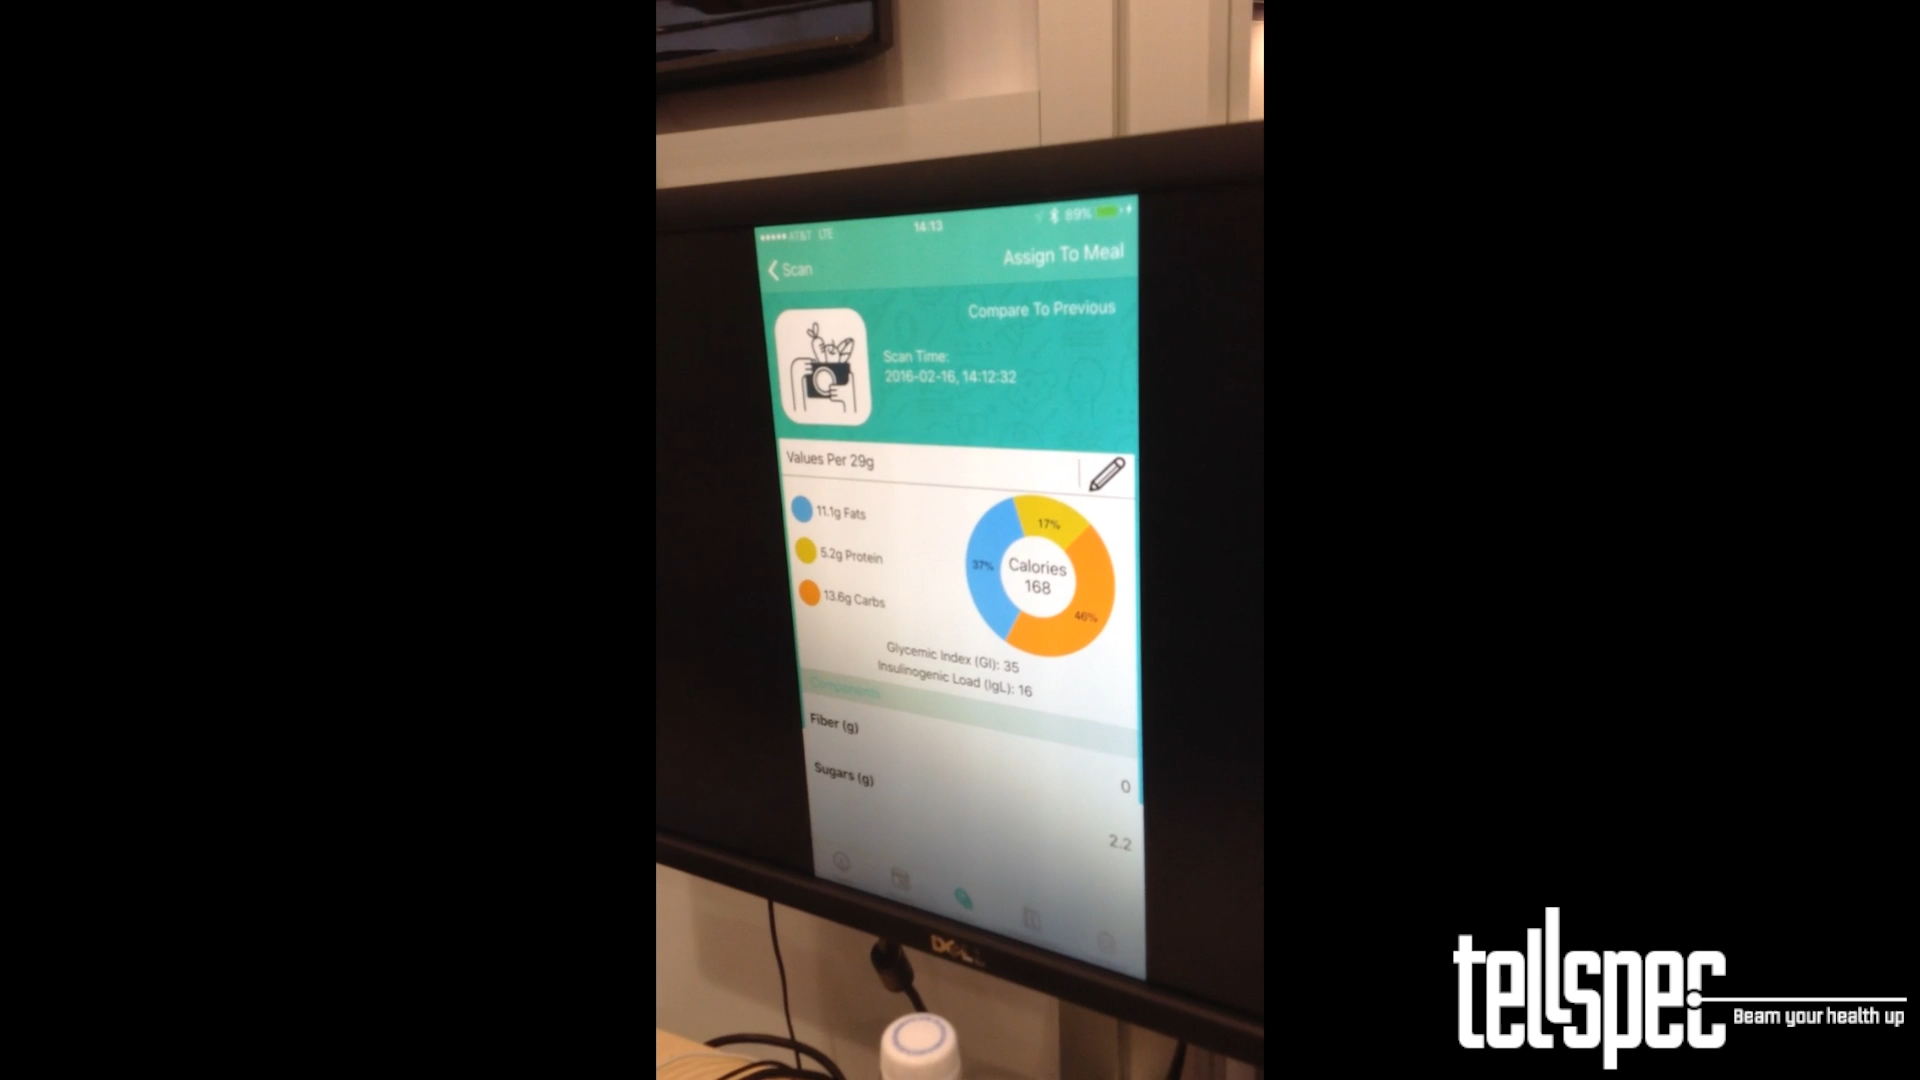 AT&T LTE 14:13 89%
Scan Assign To Meal
Compare To Previous
Scan Time:
2016-02-16, 14:12:32
Values Per 29g
11.1g Fats
5.2g Protein
13.6g Carbs
17%
37%
46%
Calories
168
Glycemic Index (GI): 35
Insulinogenic Load (IgL): 16
Components
Fiber (g) 0
Sugars (g) 2.2
DELL
tellspec
Beam your health up